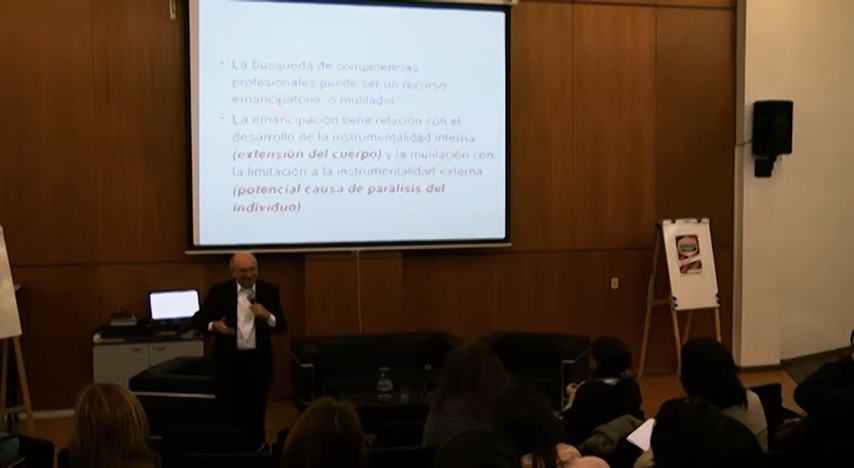 · La busqueda de competencias
profesionales puede ser un recurso
emancipatorio, o mutilador
· La emancipación tiene relación con el
desarrollo de la instrumentalidad interna
(extensión del cuerpo) y la mutilación con
la limitación a la instrumentalidad externa
(potencial causa de parálisis del
individuo)